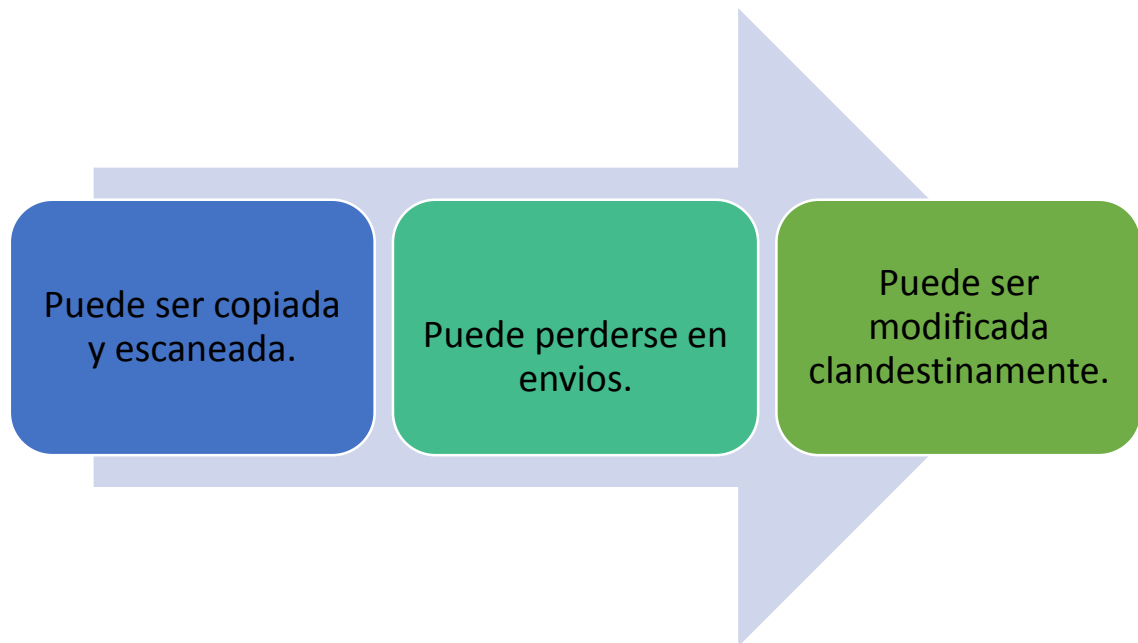 Puede ser copiada
y escaneada.
Puede perderse en
envios.
Puede ser
modificada
clandestinamente.